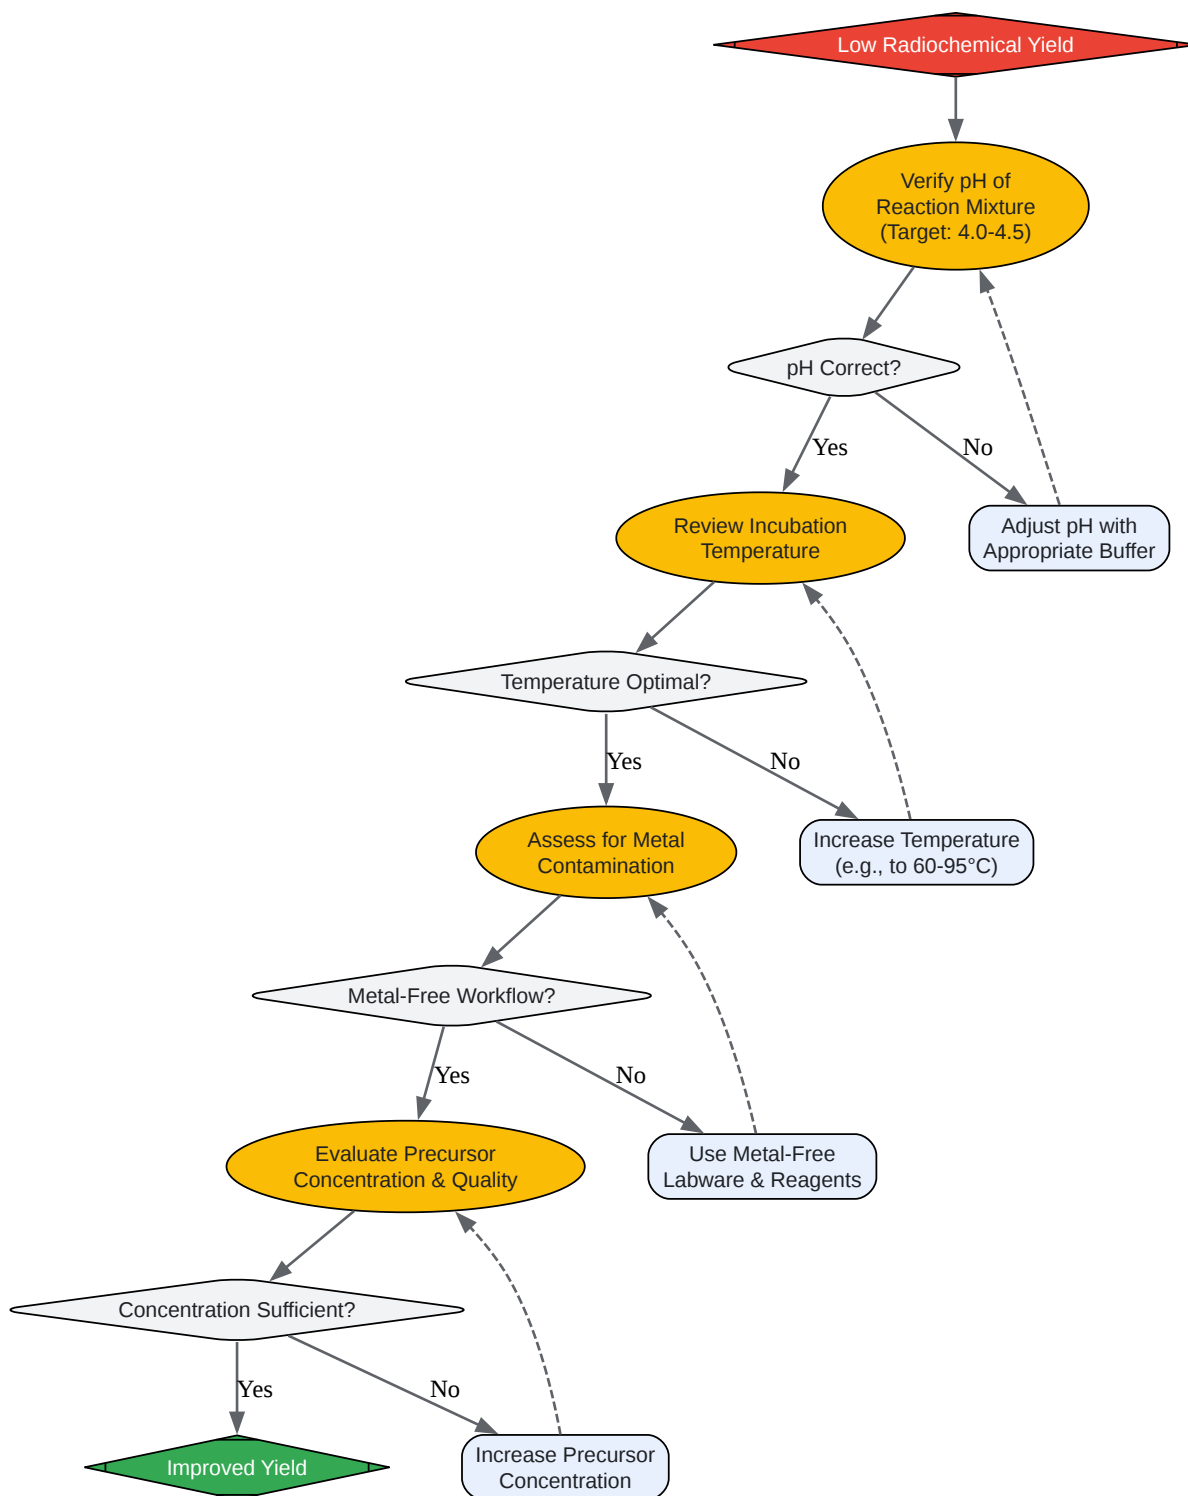 Low Radiochemical Yield
Verify pH of
Reaction Mixture
(Target: 4.0-4.5)
pH Correct?
Yes
No
Review Incubation
Temperature
Adjust pH with
Appropriate Buffer
Temperature Optimal?
Yes
No
Assess for Metal
Contamination
Increase Temperature
(e.g., to 60-95°C)
Metal-Free Workflow?
Yes
No
Evaluate Precursor
Concentration & Quality
Use Metal-Free
Labware & Reagents
Concentration Sufficient?
Yes
No
Improved Yield
Increase Precursor
Concentration